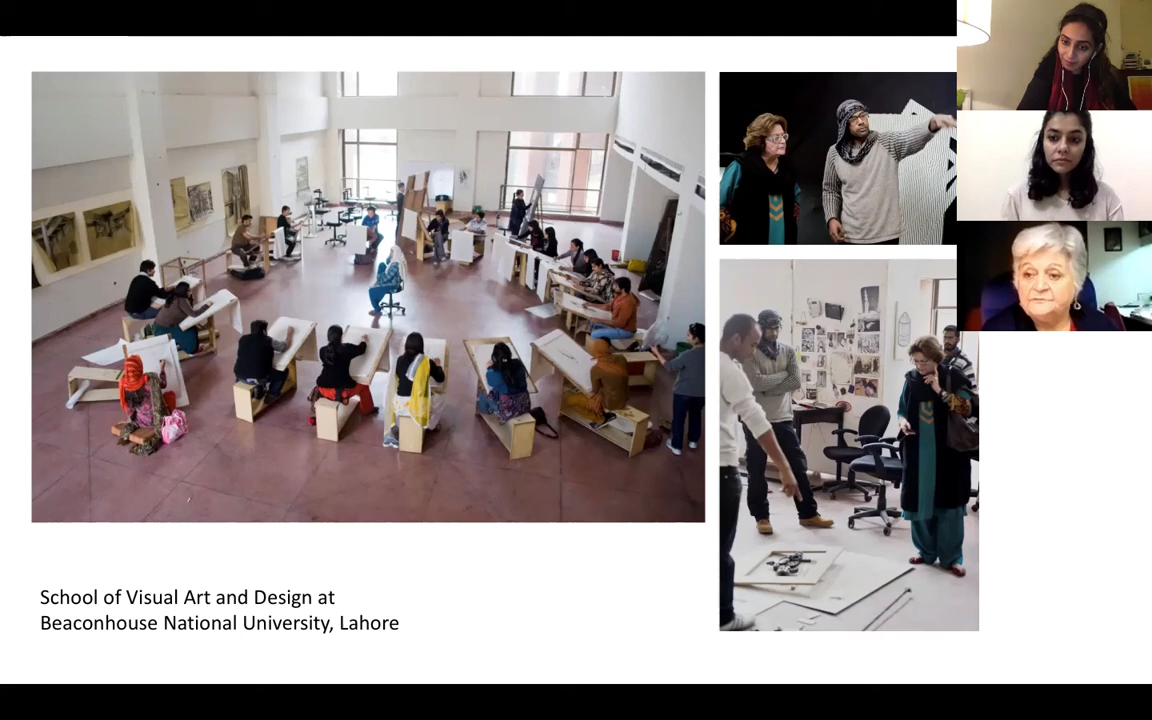 School of Visual Art and Design at
Beaconhouse National University, Lahore